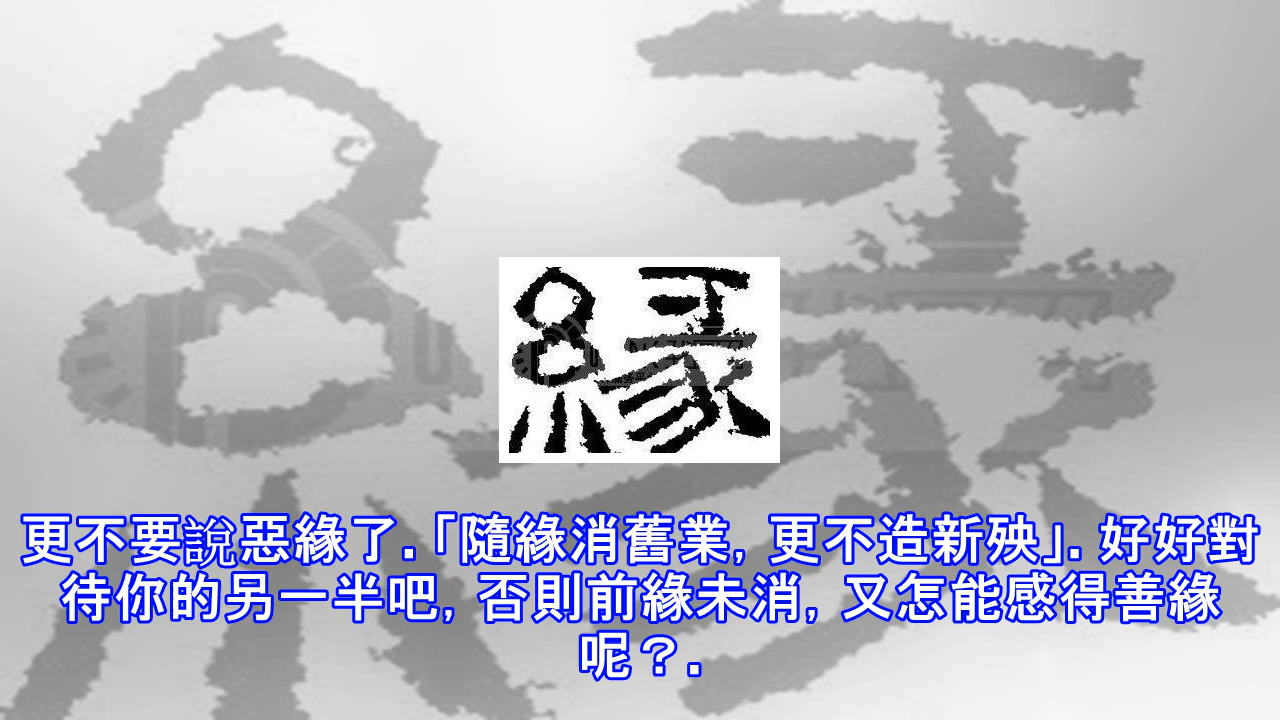 緣
更不要說惡緣了.「隨緣消舊業, 更不造新殃」. 好好對
待你的另一半吧, 否則前緣未消, 又怎能感得善緣
呢？.